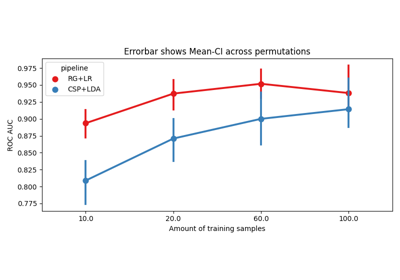 Errorbar shows Mean-CI across permutations
pipeline
RG+LR
CSP+LDA
ROC AUC
0.975
0.950
0.925
0.900
0.875
0.850
0.825
0.800
0.775
10.0 20.0 60.0 100.0
Amount of training samples